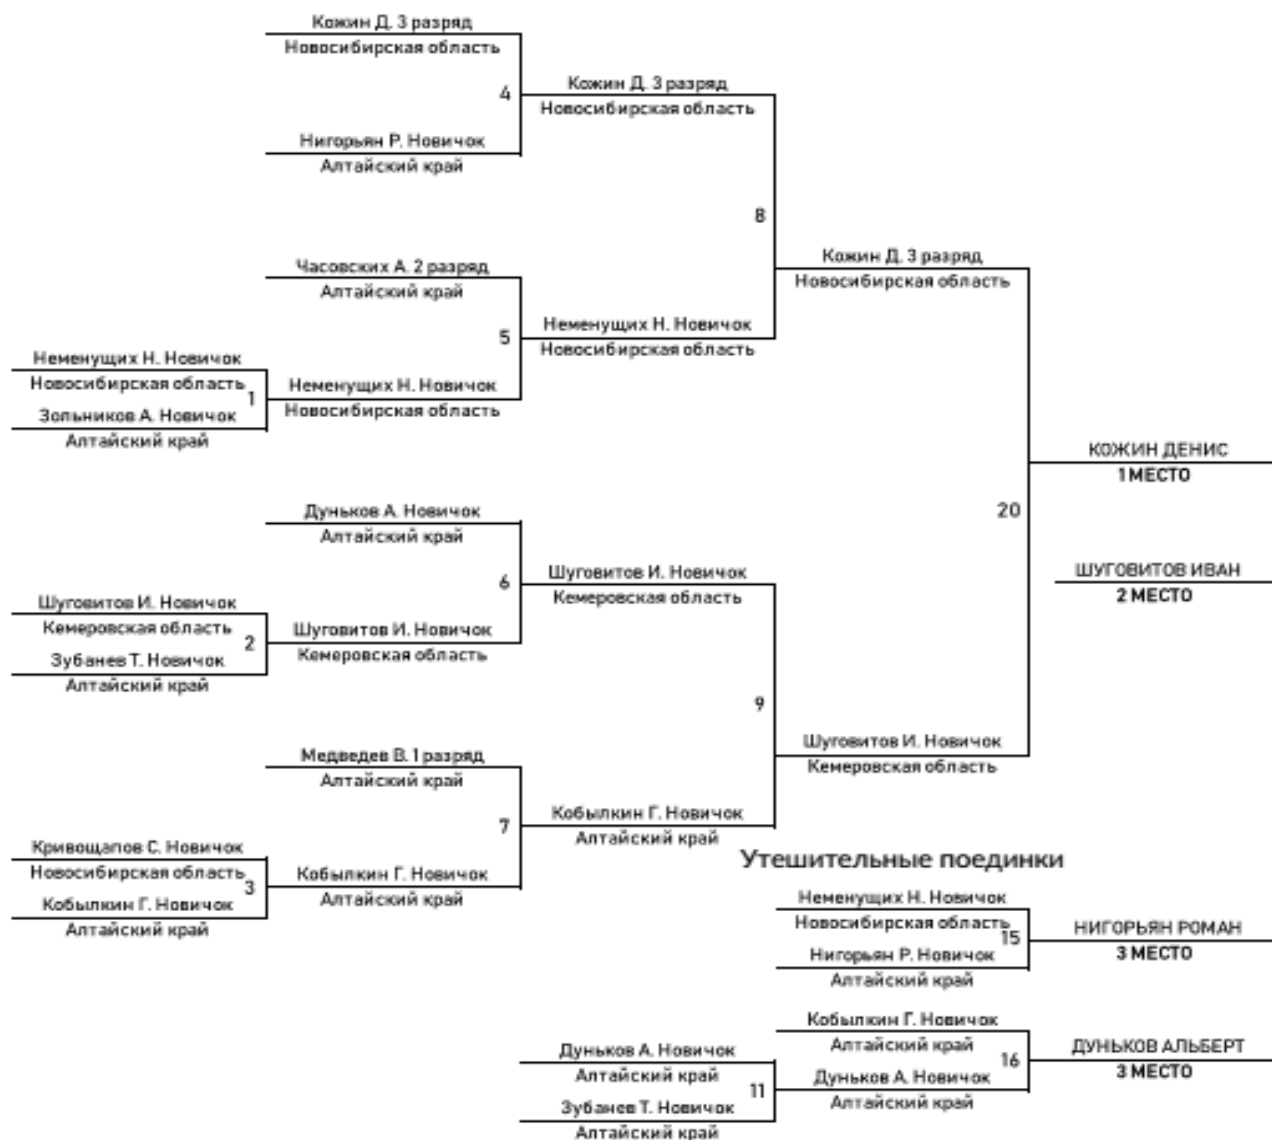 Кожин Д. 3 разряд
Новосибирская область
4
Кожин Д. 3 разряд
Новосибирская область
Нигорьян Р. Новичок
Алтайский край
8
Часовских А. 2 разряд
Алтайский край
Кожин Д. 3 разряд
Новосибирская область
5
Неменущих Н. Новичок
Новосибирская область
Неменущих Н. Новичок
Новосибирская область
1
Неменущих Н. Новичок
Новосибирская область
Зольников А. Новичок
Алтайский край
КОЖИН ДЕНИС
1 МЕСТО
20
Дуньков А. Новичок
Алтайский край
6
Шуговитов И. Новичок
Кемеровская область
ШУГОВИТОВ ИВАН
2 МЕСТО
Шуговитов И. Новичок
Кемеровская область
2
Шуговитов И. Новичок
Кемеровская область
Зубанев Т. Новичок
Алтайский край
9
Медведев В. 1 разряд
Алтайский край
Шуговитов И. Новичок
Кемеровская область
7
Кобылкин Г. Новичок
Алтайский край
Кривощапов С. Новичок
Новосибирская область
3
Кобылкин Г. Новичок
Алтайский край
Кобылкин Г. Новичок
Алтайский край
Утешительные поединки
Неменущих Н. Новичок
Новосибирская область
15
НИГОРЬЯН РОМАН
3 МЕСТО
Нигорьян Р. Новичок
Алтайский край
Кобылкин Г. Новичок
Алтайский край
16
ДУНЬКОВ АЛЬБЕРТ
3 МЕСТО
Дуньков А. Новичок
Алтайский край
11
Дуньков А. Новичок
Алтайский край
Зубанев Т. Новичок
Алтайский край